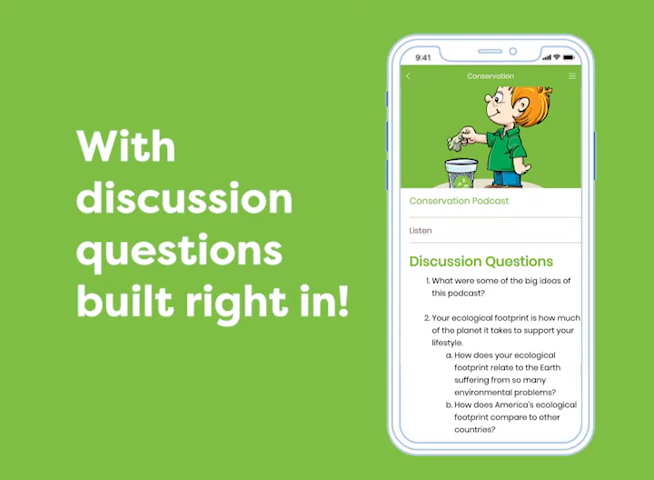 With
discussion
questions
built right in!
9:41
Conservation
Conservation Podcast
Listen
Discussion Questions
1. What were some of the big ideas of
this podcast?
2. Your ecological footprint is how much
of the planet it takes to support your
lifestyle.
a. How does your ecological
footprint relate to the Earth
suffering from so many
environmental problems?
b. How does America's ecological
footprint compare to other
countries?